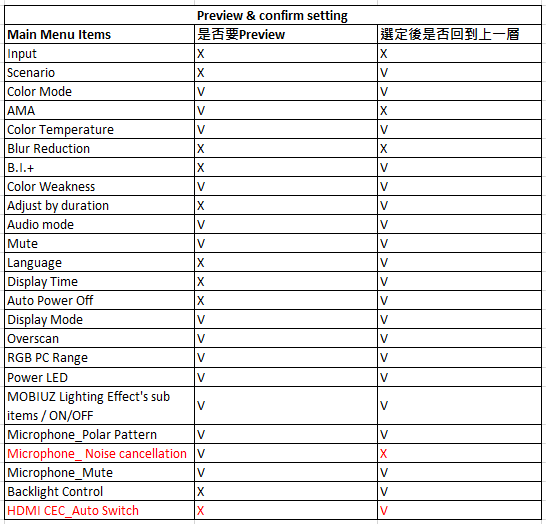 Preview & confirm setting
Main Menu Items 是否要Preview 選定後是否回到上一層
Input X X
Scenario X V
Color Mode V V
AMA V X
Color Temperature V V
Blur Reduction X X
B.I.+ X V
Color Weakness V V
Adjust by duration X V
Audio mode V V
Mute V V
Language X V
Display Time X V
Auto Power Off X V
Display Mode V V
Overscan V V
RGB PC Range V V
Power LED V V
MOBIUZ Lighting Effect's sub
items / ON/OFF V V
Microphone_Polar Pattern V V
Microphone_ Noise cancellation V X
Microphone_Mute V V
Backlight Control X V
HDMI CEC_Auto Switch X V